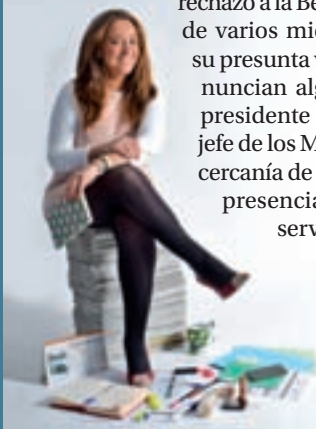 rechazo a la Be
de varios mie
su presunta v
nuncian alg
presidente
jefe de los M
cercanía de
presencia
serv